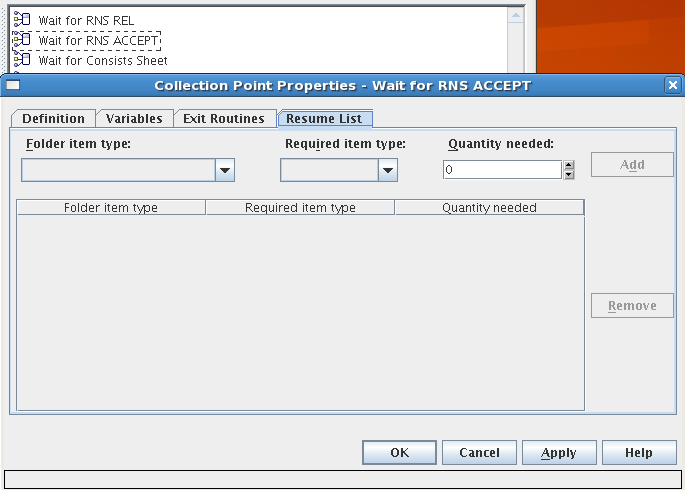 Wait for RNS REL
Wait for RNS ACCEPT
Wait for Consists Sheet
Collection Point Properties - Wait for RNS ACCEPT
Definition Variables Exit Routines Resume List
Folder item type: Required item type: Quantity needed:
0 Add
Folder item type Required item type Quantity needed
Remove
OK Cancel Apply Help